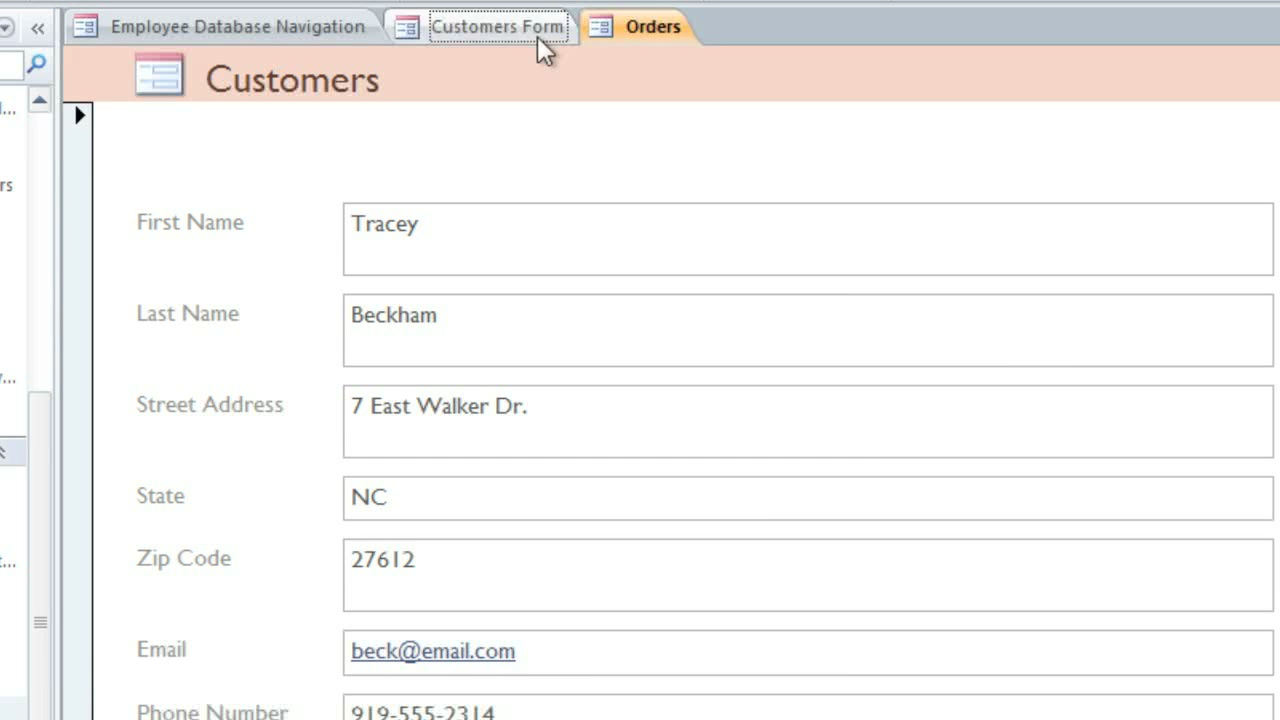 Employee Database Navigation Customers Form Orders
Customers
First Name Tracey
Last Name Beckham
Street Address 7 East Walker Dr.
State NC
Zip Code 27612
Email beck@email.com
Phone Number 919-555-2314